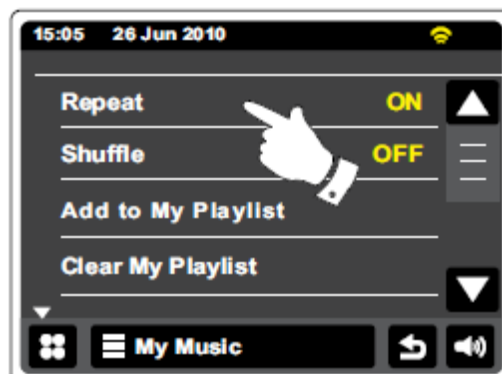 15:05 26 Jun 2010
Repeat ON
Shuffle OFF
Add to My Playlist
Clear My Playlist
My Music